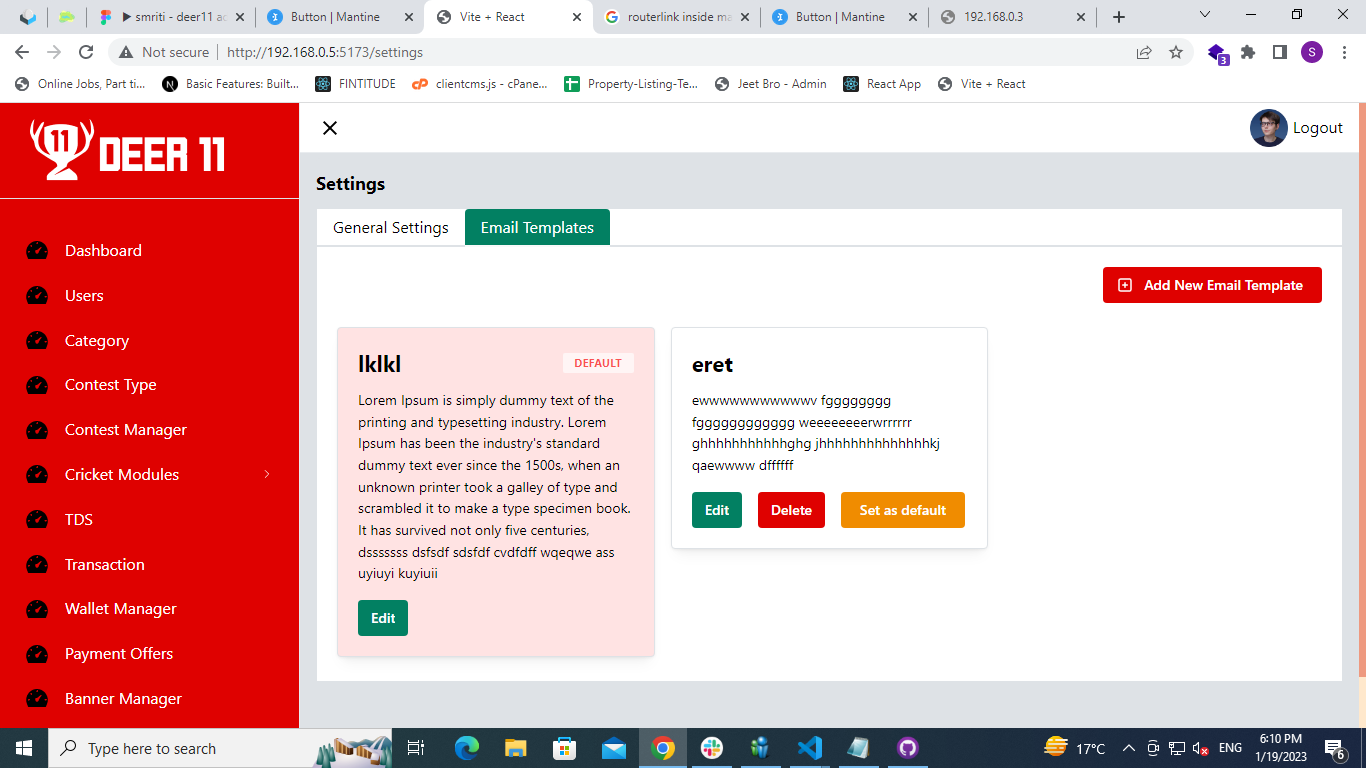 smriti - deer11 ac
Button | Mantine
Vite + React
routerlink inside ma
Button | Mantine
192.168.0.3
Not secure
http://192.168.0.5:5173/settings
3
S
Online Jobs, Part ti...
N
Basic Features: Built...
FINTITUDE
cP
clientcms.js - cPane...
Property-Listing-Te...
Jeet Bro - Admin
React App
Vite + React
11 DEER 11
Logout
Settings
General Settings
Email Templates
Add New Email Template
Dashboard
Users
Category
Contest Type
Contest Manager
Cricket Modules
TDS
Transaction
Wallet Manager
Payment Offers
Banner Manager
lklkl
DEFAULT
Lorem Ipsum is simply dummy text of the
printing and typesetting industry. Lorem
Ipsum has been the industry's standard
dummy text ever since the 1500s, when an
unknown printer took a galley of type and
scrambled it to make a type specimen book.
It has survived not only five centuries,
dsssssss dsfsdf sdsfdf cvdfdff wqeqwe ass
uyiuyi kuyiuii
Edit
eret
ewwwwwwwwwwwv fgggggggg
fggggggggggggg weeeeeeeerwrrrrrr
ghhhhhhhhhhhghg jhhhhhhhhhhhhhhkj
qaewwww dffffff
Edit
Delete
Set as default
Type here to search
17°C
ENG
6:10 PM
1/19/2023
6